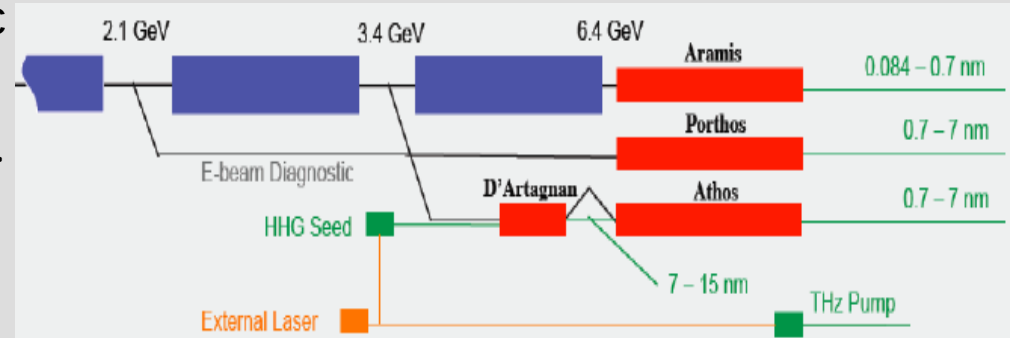 2.1 GeV
3.4 GeV
6.4 GeV
Aramis
0.084 – 0.7 nm
Porthos
0.7 – 7 nm
E-beam Diagnostic
D'Artagnan
Athos
0.7 – 7 nm
HHG Seed
7 – 15 nm
THz Pump
External Laser